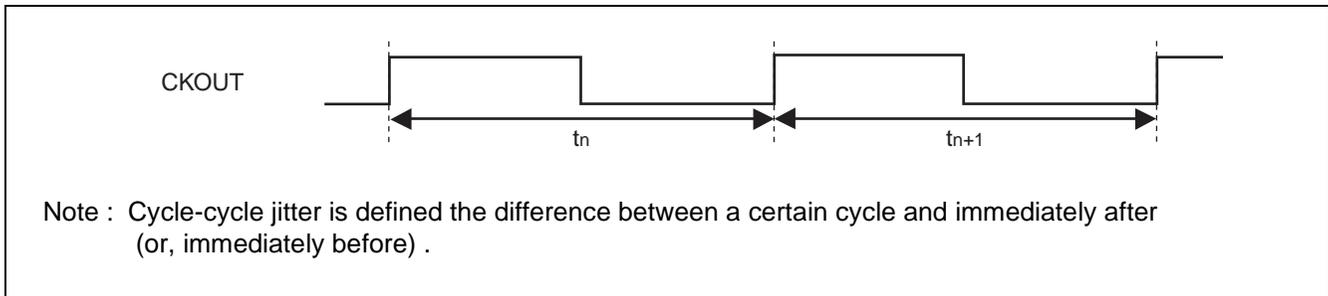 CKOUT
tn
tn+1
Note : Cycle-cycle jitter is defined the difference between a certain cycle and immediately after
(or, immediately before) .